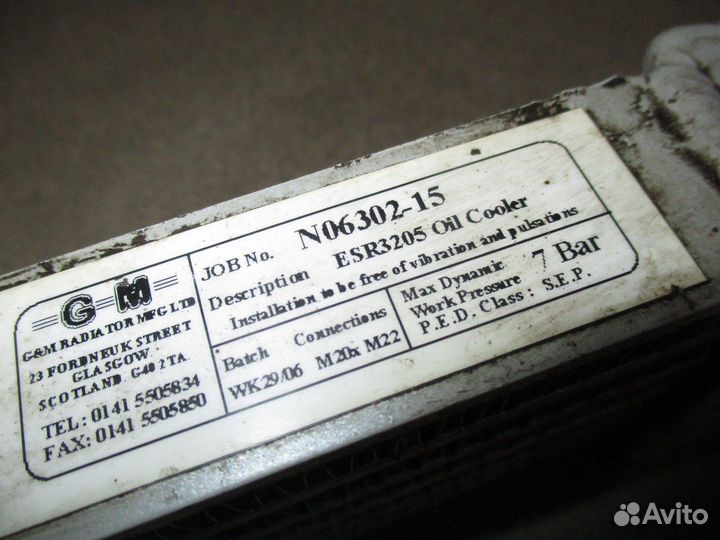 G M
G&M RADIATOR MFG LTD
23 FORDNEUK STREET
GLASGOW
SCOTLAND G40 2TA
TEL: 0141 5505834
FAX: 0141 5505850
JOB No. N06302-15
Description ESR3205 Oil Cooler
Installation to be free of vibration and pulsations
Batch Connections
WK29/06 M20x M22
Max Dynamic
Work Pressure 7 Bar
P.E.D. Class : S.E.P.
Avito